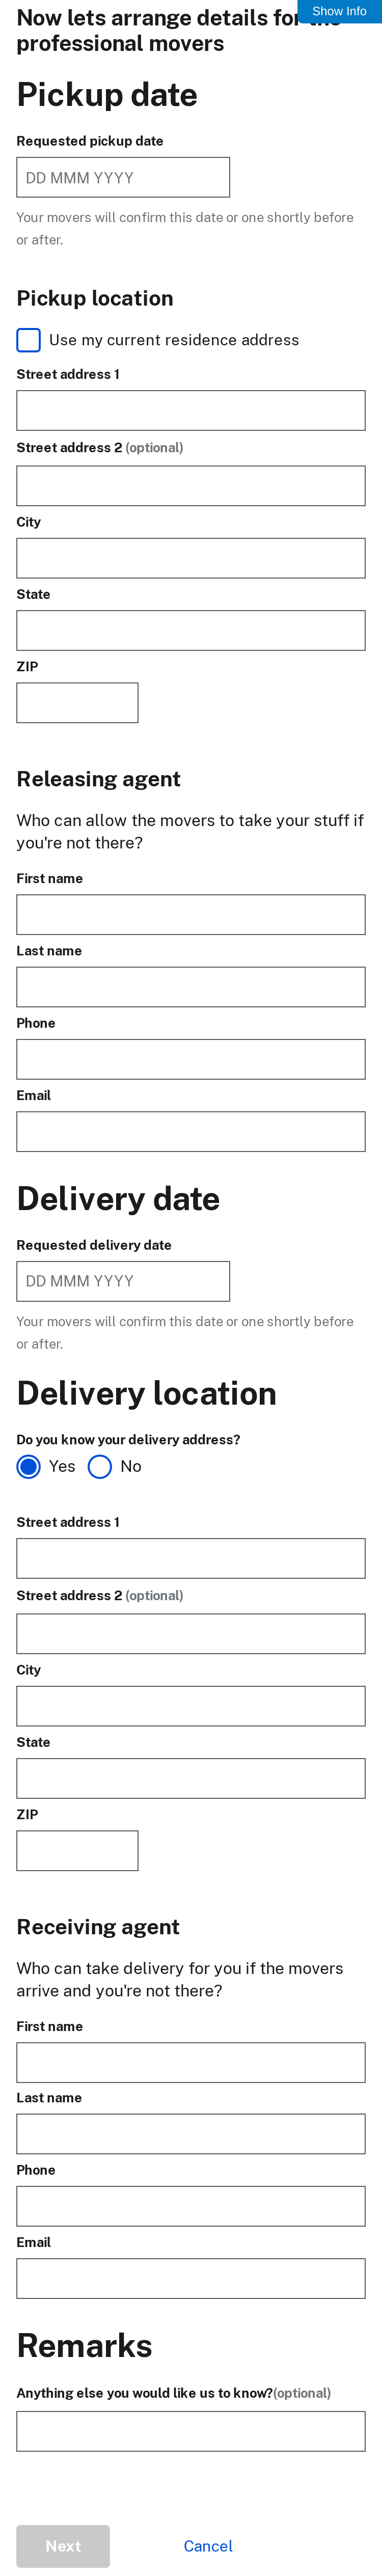 Show Info
Now lets arrange details for the
professional movers
Pickup date
Requested pickup date
DD MMM YYYY
Your movers will confirm this date or one shortly before
or after.
Pickup location
Use my current residence address
Street address 1
Street address 2 (optional)
City
State
ZIP
Releasing agent
Who can allow the movers to take your stuff if
you're not there?
First name
Last name
Phone
Email
Delivery date
Requested delivery date
DD MMM YYYY
Your movers will confirm this date or one shortly before
or after.
Delivery location
Do you know your delivery address?
Yes No
Street address 1
Street address 2 (optional)
City
State
ZIP
Receiving agent
Who can take delivery for you if the movers
arrive and you're not there?
First name
Last name
Phone
Email
Remarks
Anything else you would like us to know?(optional)
Next Cancel